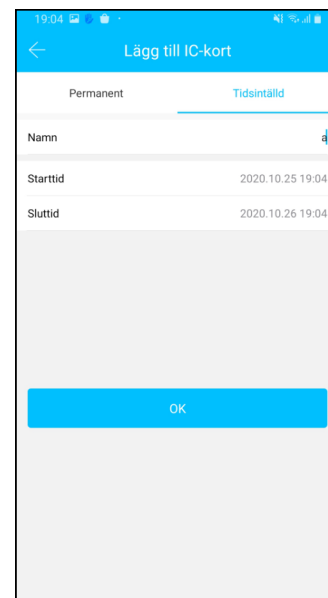 19:04
Lägg till IC-kort
Permanent Tidsintälld
Namn a
Starttid 2020.10.25 19:04
Sluttid 2020.10.26 19:04
OK